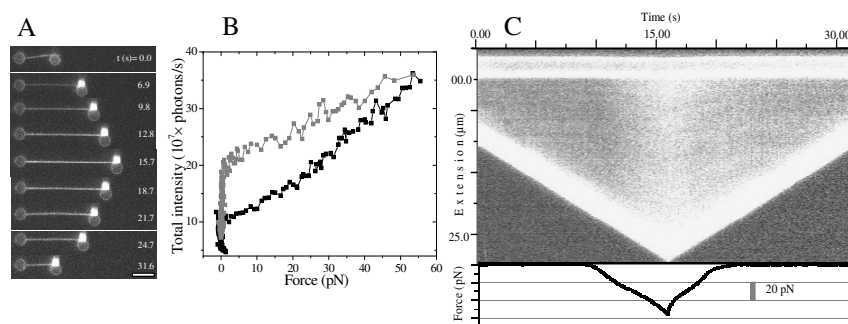 A
t (s)= 0.0
6.9
9.8
12.8
15.7
18.7
21.7
24.7
31.6
B
Total intensity (10⁷× photons/s)
40
30
20
10
0 10 20 30 40 50 60
Force (pN)
C
Time (s)
0.00 15.00 30.0
00.0
Extension (µm)
25.0
Force (pN)
20 pN